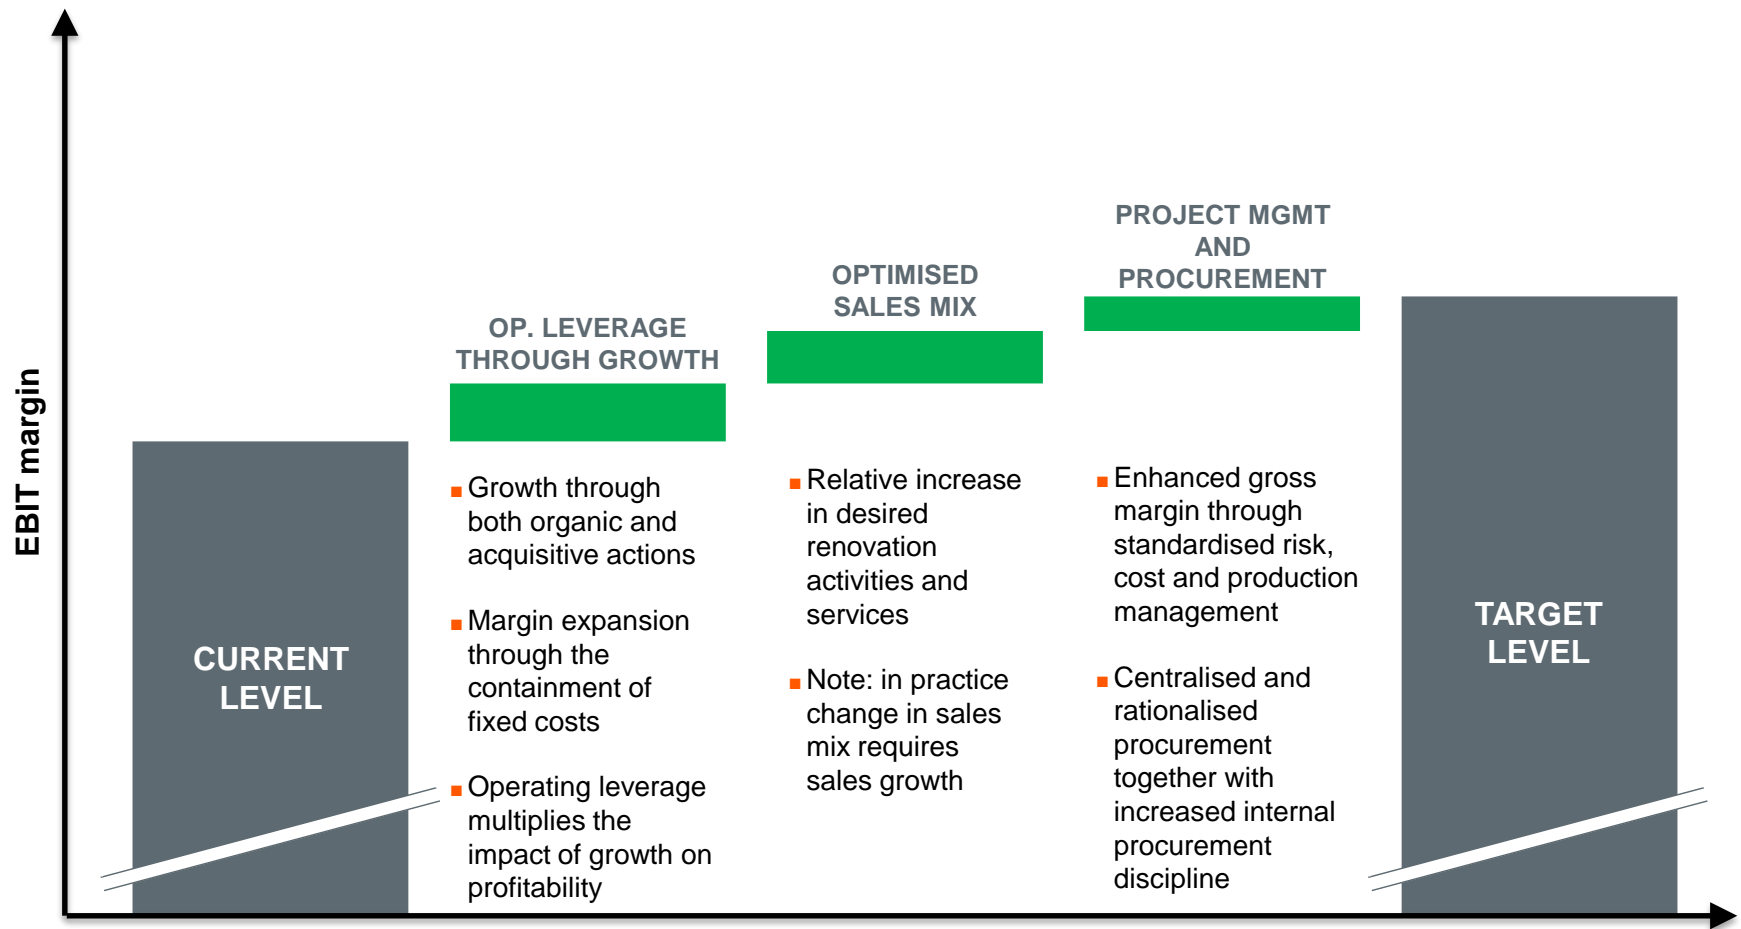 EBIT margin
CURRENT
LEVEL
OP. LEVERAGE
THROUGH GROWTH
■ Growth through
both organic and
acquisitive actions
■ Margin expansion
through the
containment of
fixed costs
■ Operating leverage
multiplies the
impact of growth on
profitability
OPTIMISED
SALES MIX
■ Relative increase
in desired
renovation
activities and
services
■ Note: in practice
change in sales
mix requires
sales growth
PROJECT MGMT
AND
PROCUREMENT
■ Enhanced gross
margin through
standardised risk,
cost and production
management
■ Centralised and
rationalised
procurement
together with
increased internal
procurement
discipline
TARGET
LEVEL